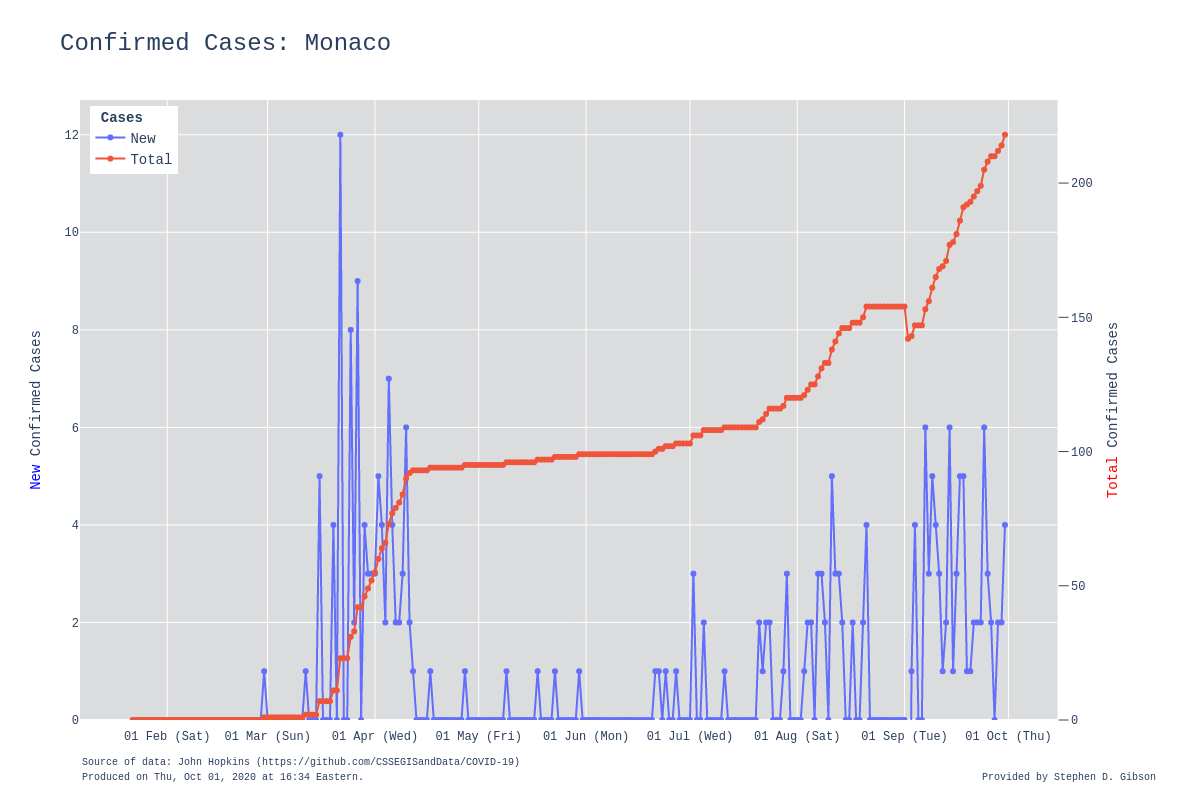 Confirmed Cases: Monaco
Cases
New
Total
12
10
8
6
4
2
0
200
150
100
50
0
New Confirmed Cases
Total Confirmed Cases
01 Feb (Sat) 01 Mar (Sun) 01 Apr (Wed) 01 May (Fri) 01 Jun (Mon) 01 Jul (Wed) 01 Aug (Sat) 01 Sep (Tue) 01 Oct (Thu)
Source of data: John Hopkins (https://github.com/CSSEGISandData/COVID-19)
Produced on Thu, Oct 01, 2020 at 16:34 Eastern.
Provided by Stephen D. Gibson